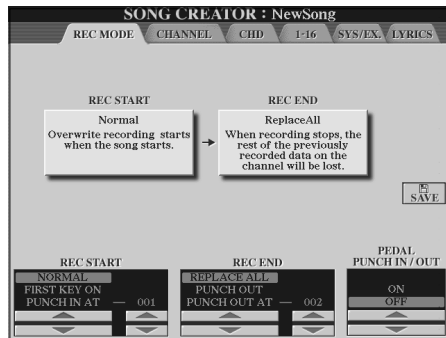 SONG CREATOR : NewSong
REC MODE CHANNEL CHD 1-16 SYS/EX. LYRICS
REC START REC END
Normal
Overwrite recording starts
when the song starts.
ReplaceAll
When recording stops, the
rest of the previously
recorded data on the
channel will be lost.
SAVE
REC START
NORMAL
FIRST KEY ON
PUNCH IN AT — 001
REC END
REPLACE ALL
PUNCH OUT
PUNCH OUT AT — 002
PEDAL
PUNCH IN / OUT
ON
OFF